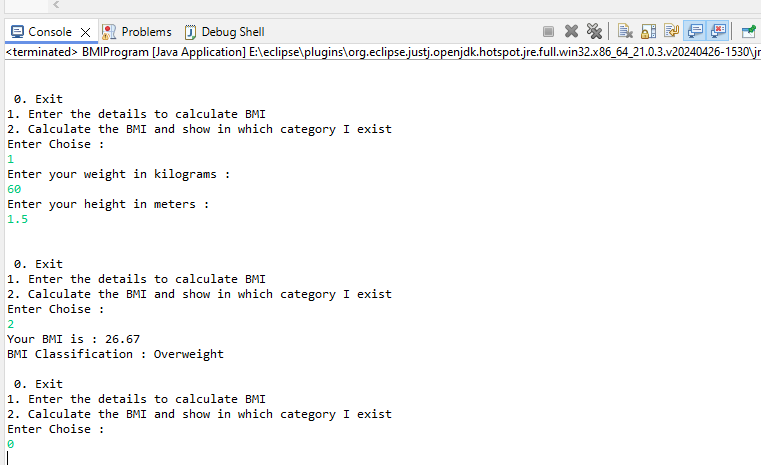 Console Problems Debug Shell
<terminated> BMIProgram [Java Application] E:\eclipse\plugins\org.eclipse.justj.openjdk.hotspot.jre.full.win32.x86_64_21.0.3.v20240426-1530\jr
0. Exit
1. Enter the details to calculate BMI
2. Calculate the BMI and show in which category I exist
Enter Choise :
1
Enter your weight in kilograms :
60
Enter your height in meters :
1.5
0. Exit
1. Enter the details to calculate BMI
2. Calculate the BMI and show in which category I exist
Enter Choise :
2
Your BMI is : 26.67
BMI Classification : Overweight
0. Exit
1. Enter the details to calculate BMI
2. Calculate the BMI and show in which category I exist
Enter Choise :
0